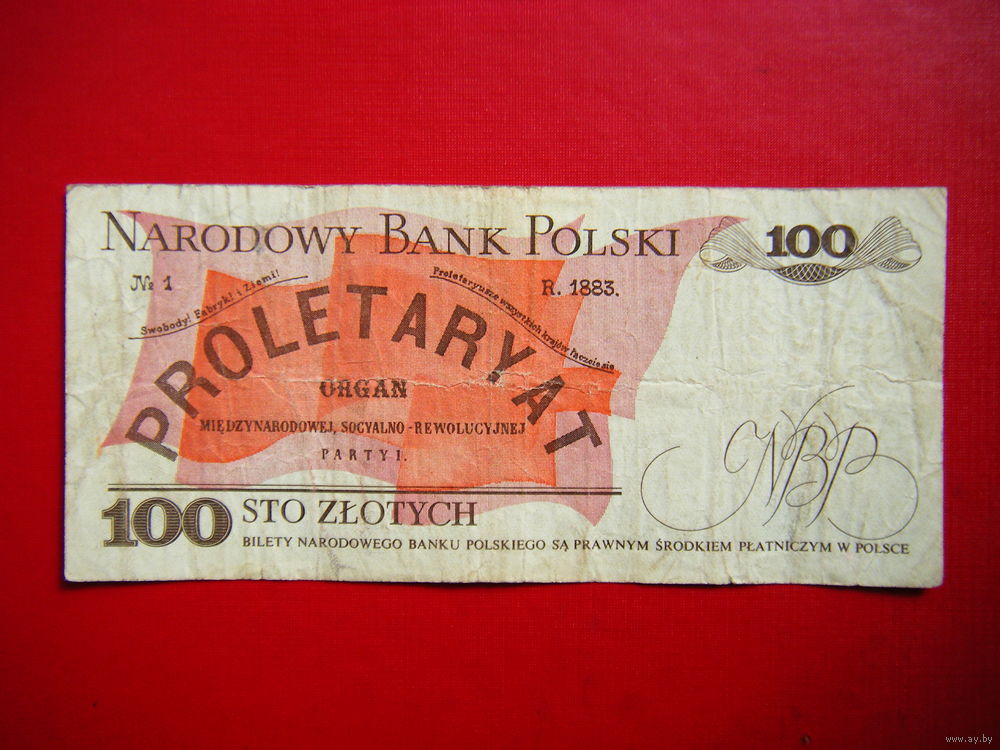 NARODOWY BANK POLSKI
100
№ 1
R. 1883.
Swobody! Fabryk! i Ziemi!
Proletaryusze wszystkich krajów łączcie się
PROLETARYAT
ORGAN
MIĘDZYNARODOWEJ, SOCYALNO-REWOLUCYJNEJ
PARTYI.
NBP
100 STO ZŁOTYCH
BILETY NARODOWEGO BANKU POLSKIEGO SĄ PRAWNYM ŚRODKIEM PŁATNICZYM W POLSCE
www.ay.by